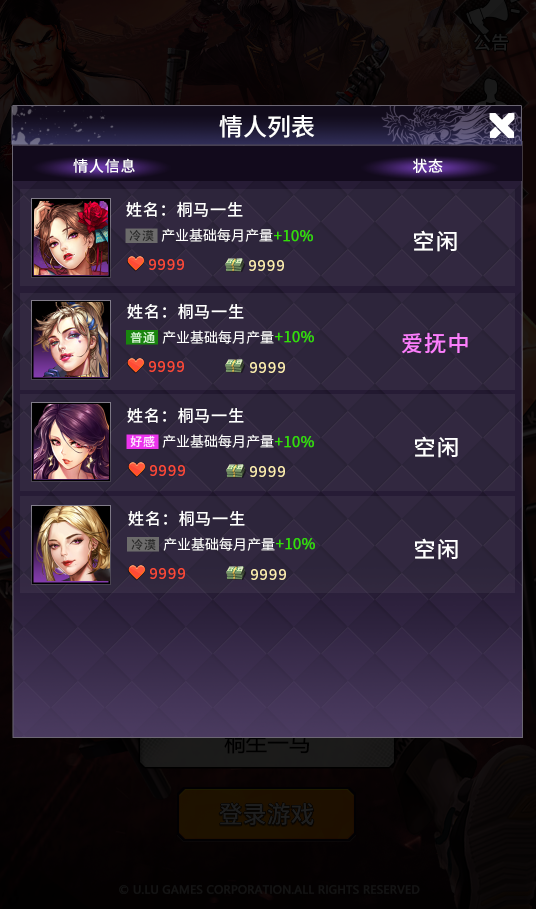 公告
情人列表
情人信息 状态
姓名：桐马一生
冷漠 产业基础每月产量+10%
9999 9999
空闲
姓名：桐马一生
普通 产业基础每月产量+10%
9999 9999
爱抚中
姓名：桐马一生
好感 产业基础每月产量+10%
9999 9999
空闲
姓名：桐马一生
冷漠 产业基础每月产量+10%
9999 9999
空闲
桐生一马
登录游戏
© U.LU GAMES CORPORATION.ALL RIGHTS RESERVED